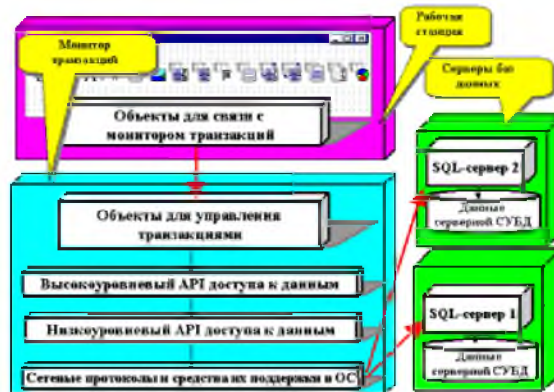 Монитор
транзакций
Рабочая
станция
Серверы баз
данных
Объекты для связи с
монитором транзакций
SQL-сервер 2
Данные
серверной СУБД
Объекты для управления
транзакциями
Высокоуровневый API доступа к данным
Низкоуровневый API доступа к данным
SQL-сервер 1
Сетевые протоколы и средства их поддержки в ОС
Данные
серверной СУБД